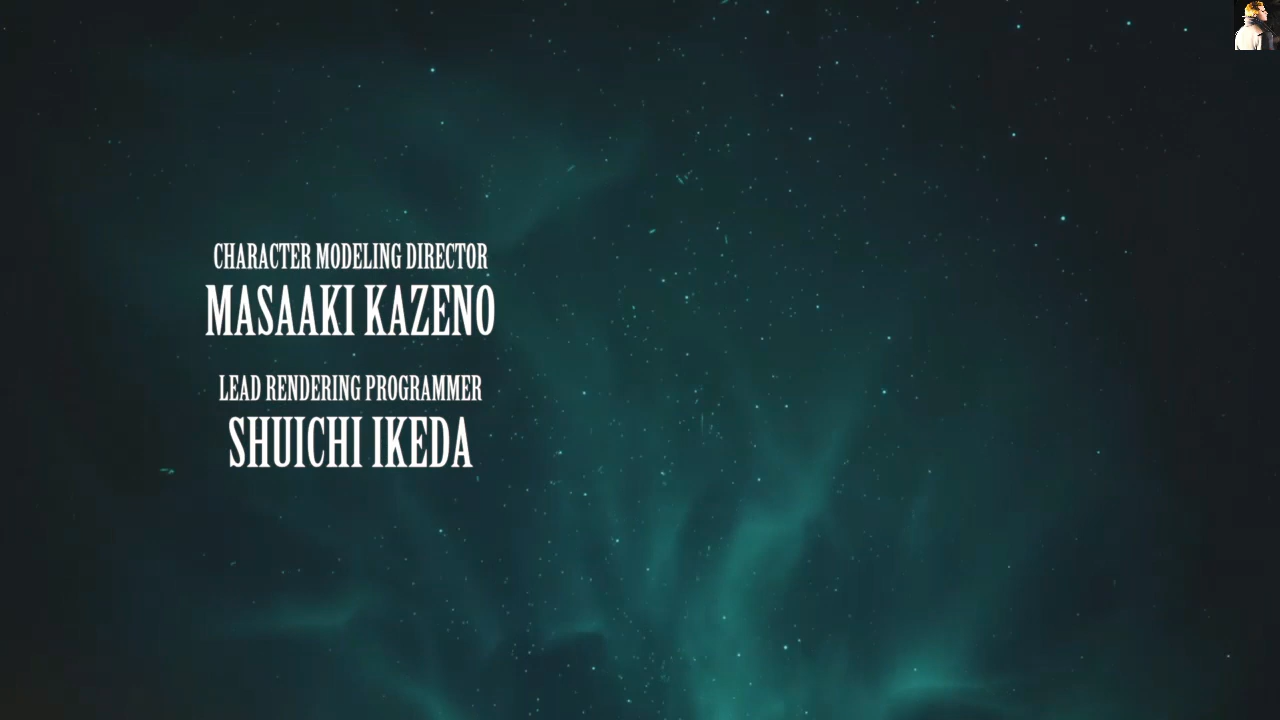 CHARACTER MODELING DIRECTOR
MASAAKI KAZENO
LEAD RENDERING PROGRAMMER
SHUICHI IKEDA